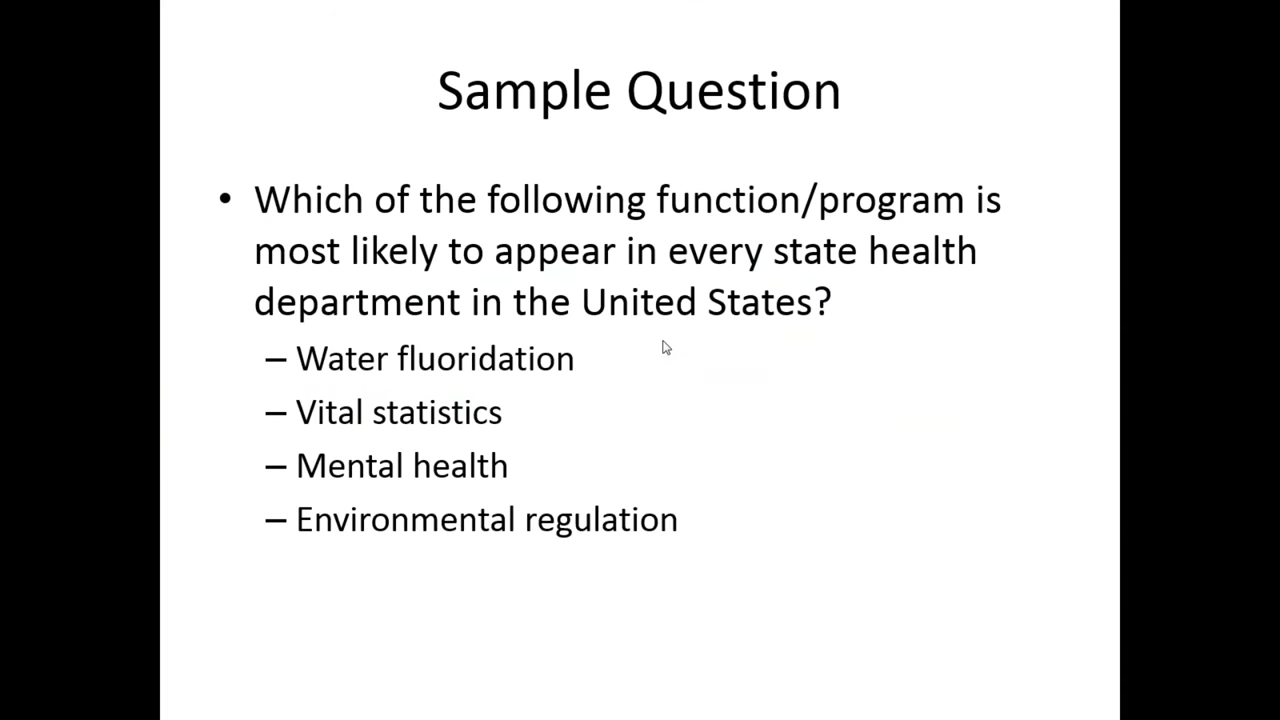 Sample Question
• Which of the following function/program is
most likely to appear in every state health
department in the United States?
– Water fluoridation
– Vital statistics
– Mental health
– Environmental regulation